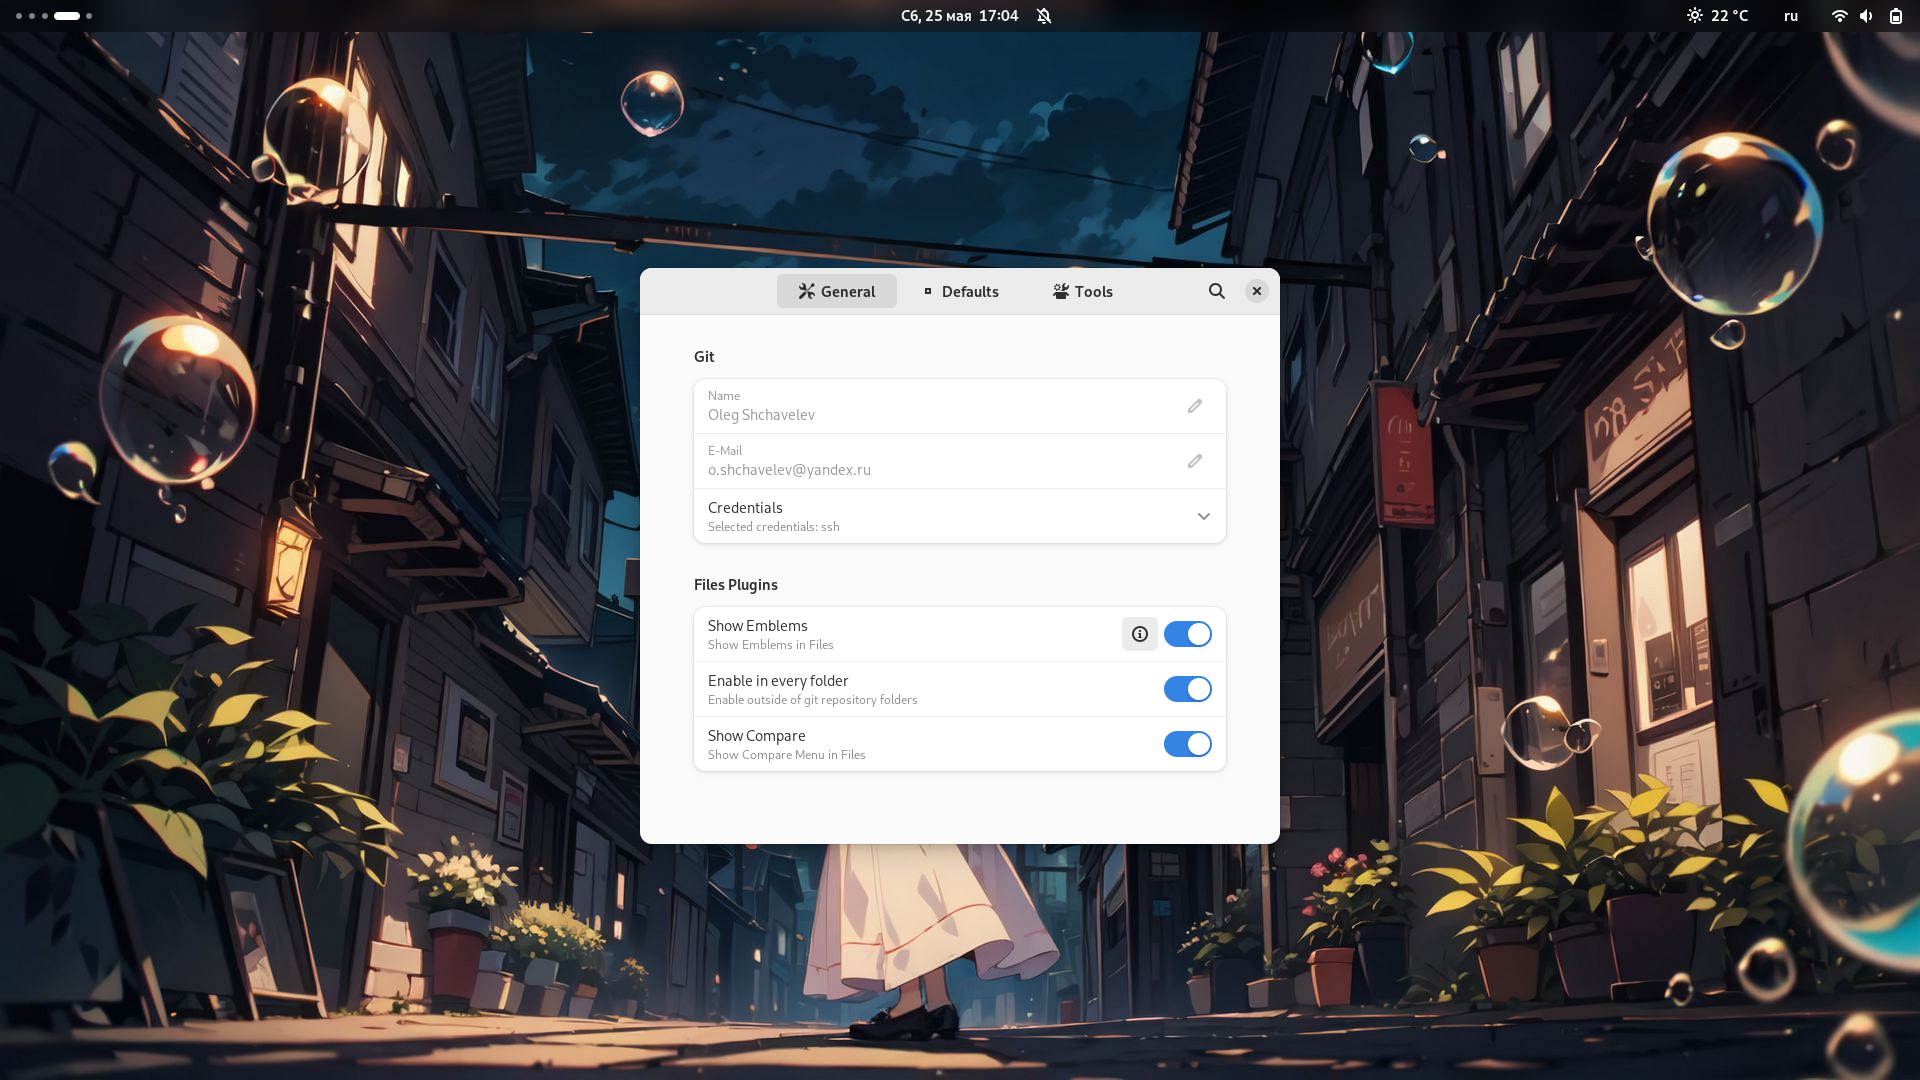 Сб, 25 мая 17:04
22 °C
ru
General
Defaults
Tools
Git
Name
Oleg Shchavelev
E-Mail
o.shchavelev@yandex.ru
Credentials
Selected credentials: ssh
Files Plugins
Show Emblems
Show Emblems in Files
Enable in every folder
Enable outside of git repository folders
Show Compare
Show Compare Menu in Files